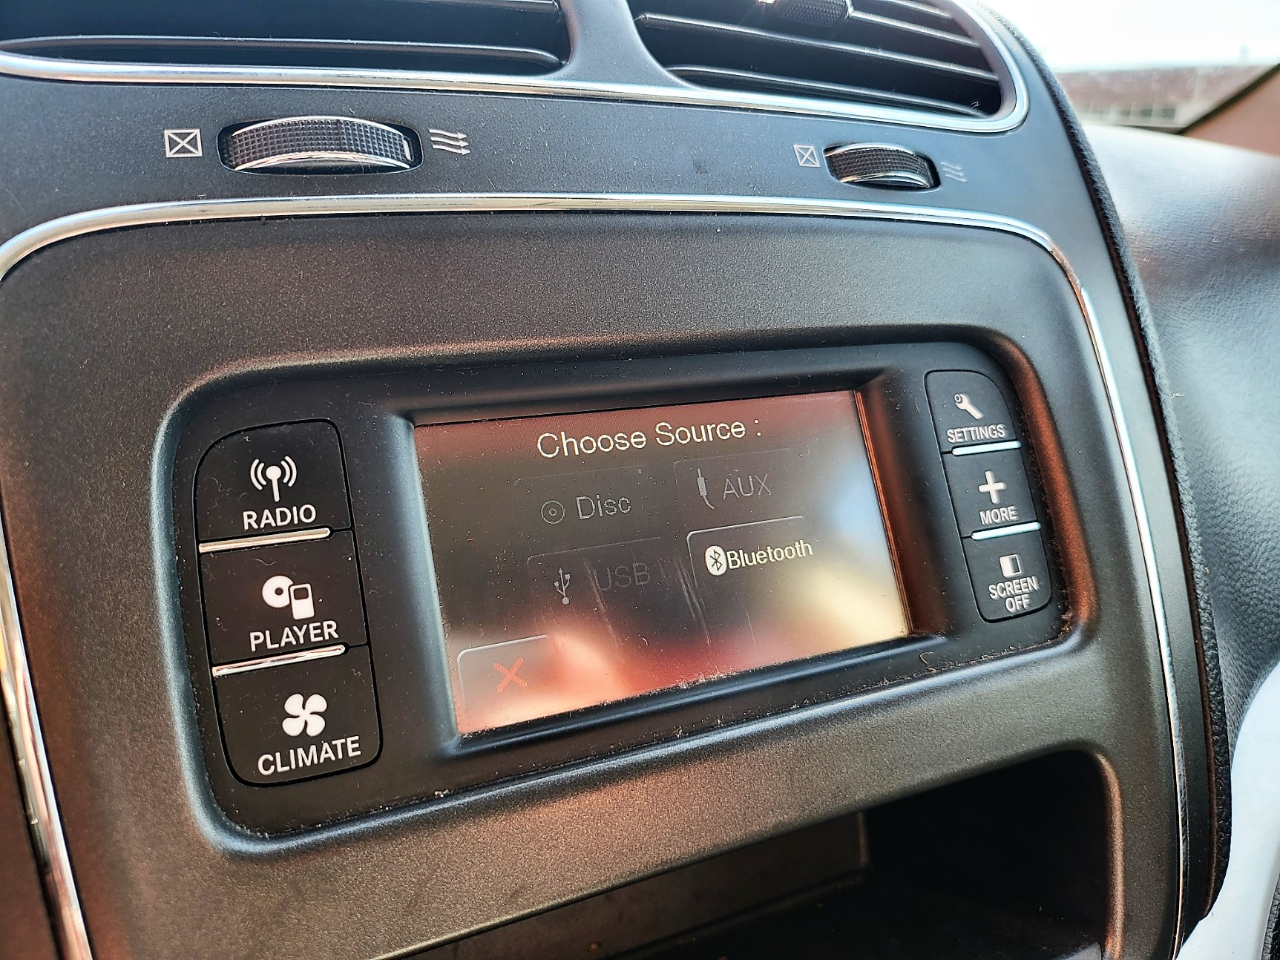 RADIO
PLAYER
CLIMATE
Choose Source :
Disc
AUX
USB
Bluetooth
SETTINGS
MORE
SCREEN
OFF